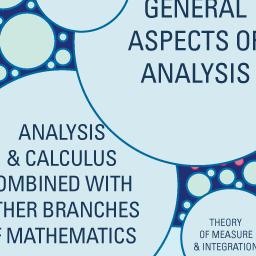 GENERAL
ASPECTS OF
ANALYSIS
ANALYSIS
& CALCULUS
OMBINED WITH
THER BRANCHES
F MATHEMATICS
THEORY
OF MEASURE
& INTEGRATION